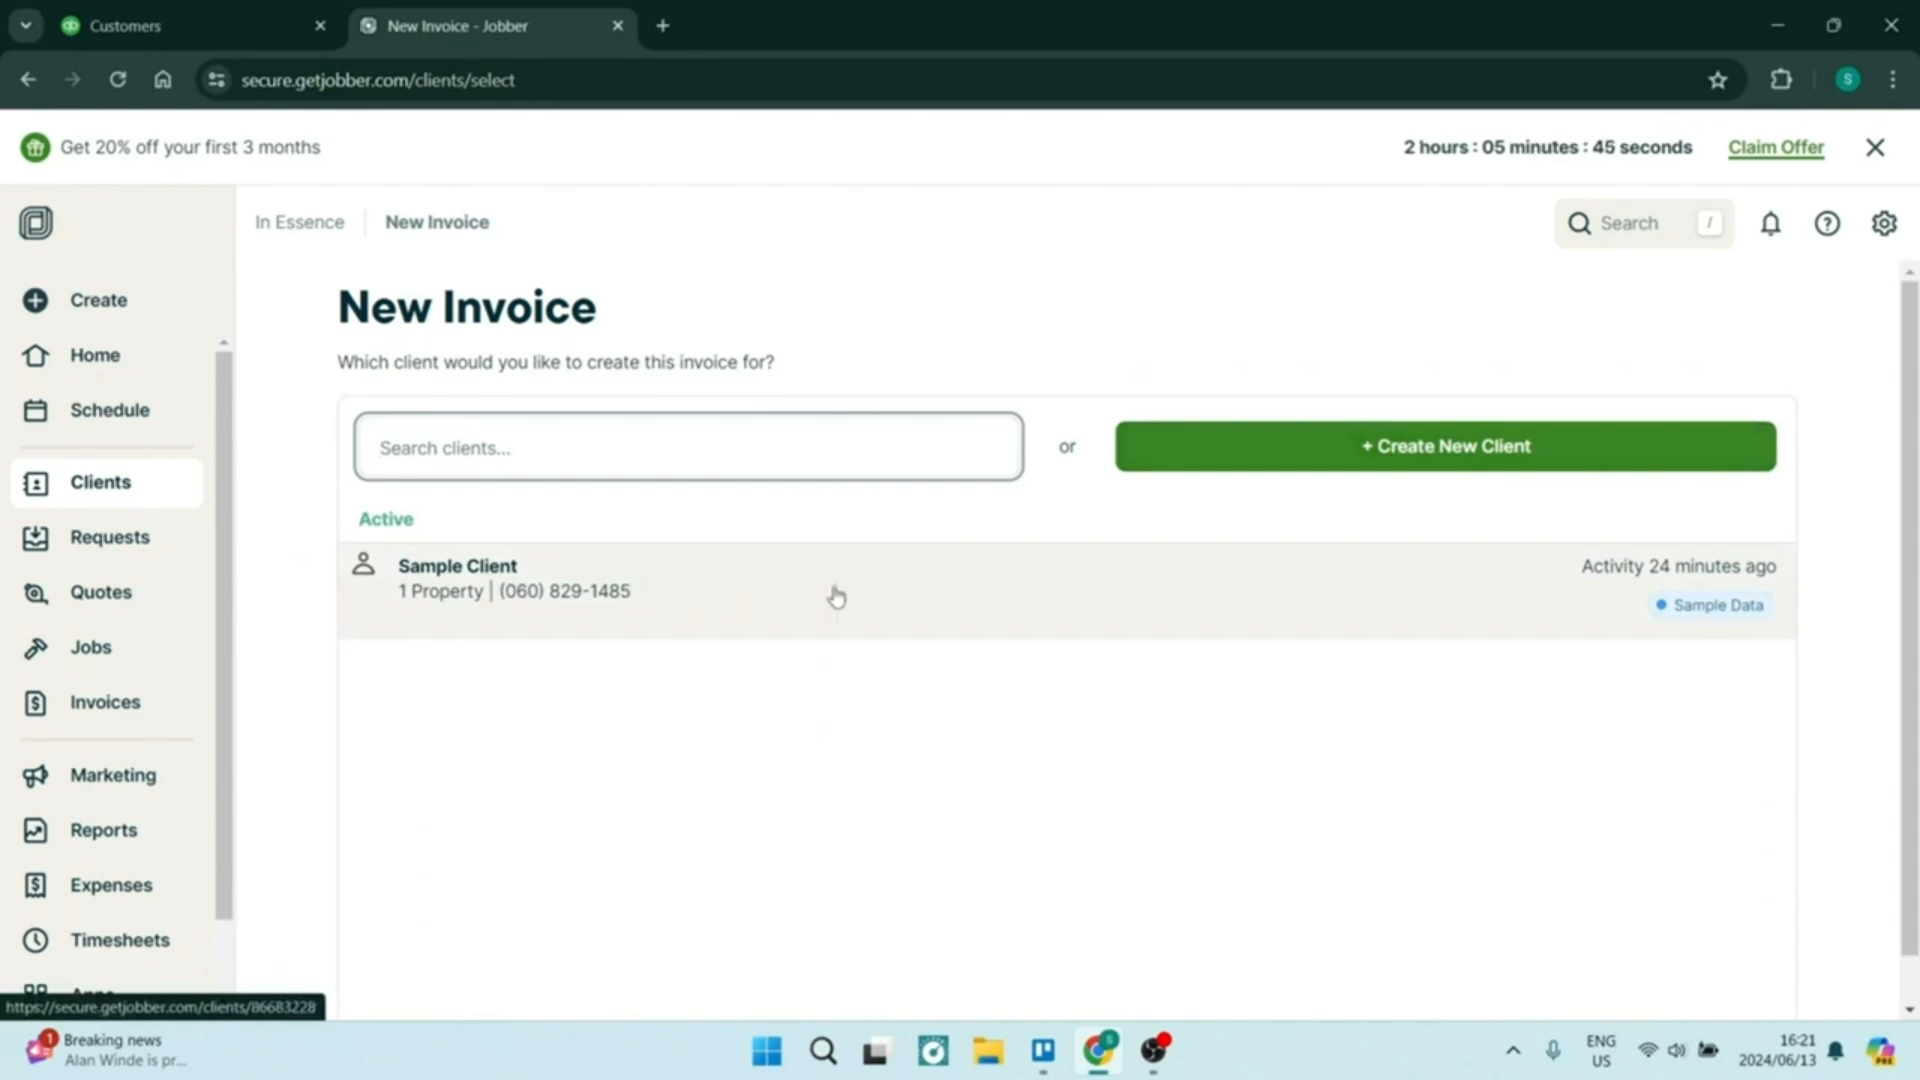 Customers
New Invoice - Jobber
secure.getjobber.com/clients/select
S
Get 20% off your first 3 months
2 hours : 05 minutes : 45 seconds
Claim Offer
In Essence
New Invoice
Search
/
Create
Home
Schedule
Clients
Requests
Quotes
Jobs
Invoices
Marketing
Reports
Expenses
Timesheets
New Invoice
Which client would you like to create this invoice for?
Search clients...
or
+ Create New Client
Active
Sample Client
1 Property | (060) 829-1485
Activity 24 minutes ago
Sample Data
https://secure.getjobber.com/clients/86683228
1
Breaking news
Alan Winde is pr...
S
ENG
US
16:21
2024/06/13
PRE